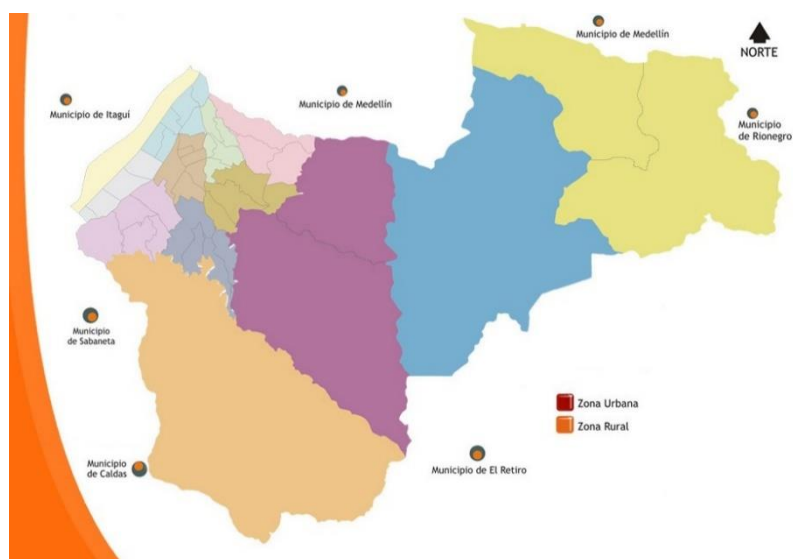 Municipio de Medellín
NORTE
Municipio de Itaguí
Municipio de Medellín
Municipio
de Rionegro
Municipio
de Sabaneta
Zona Urbana
Zona Rural
Municipio
de Caldas
Municipio de El Retiro